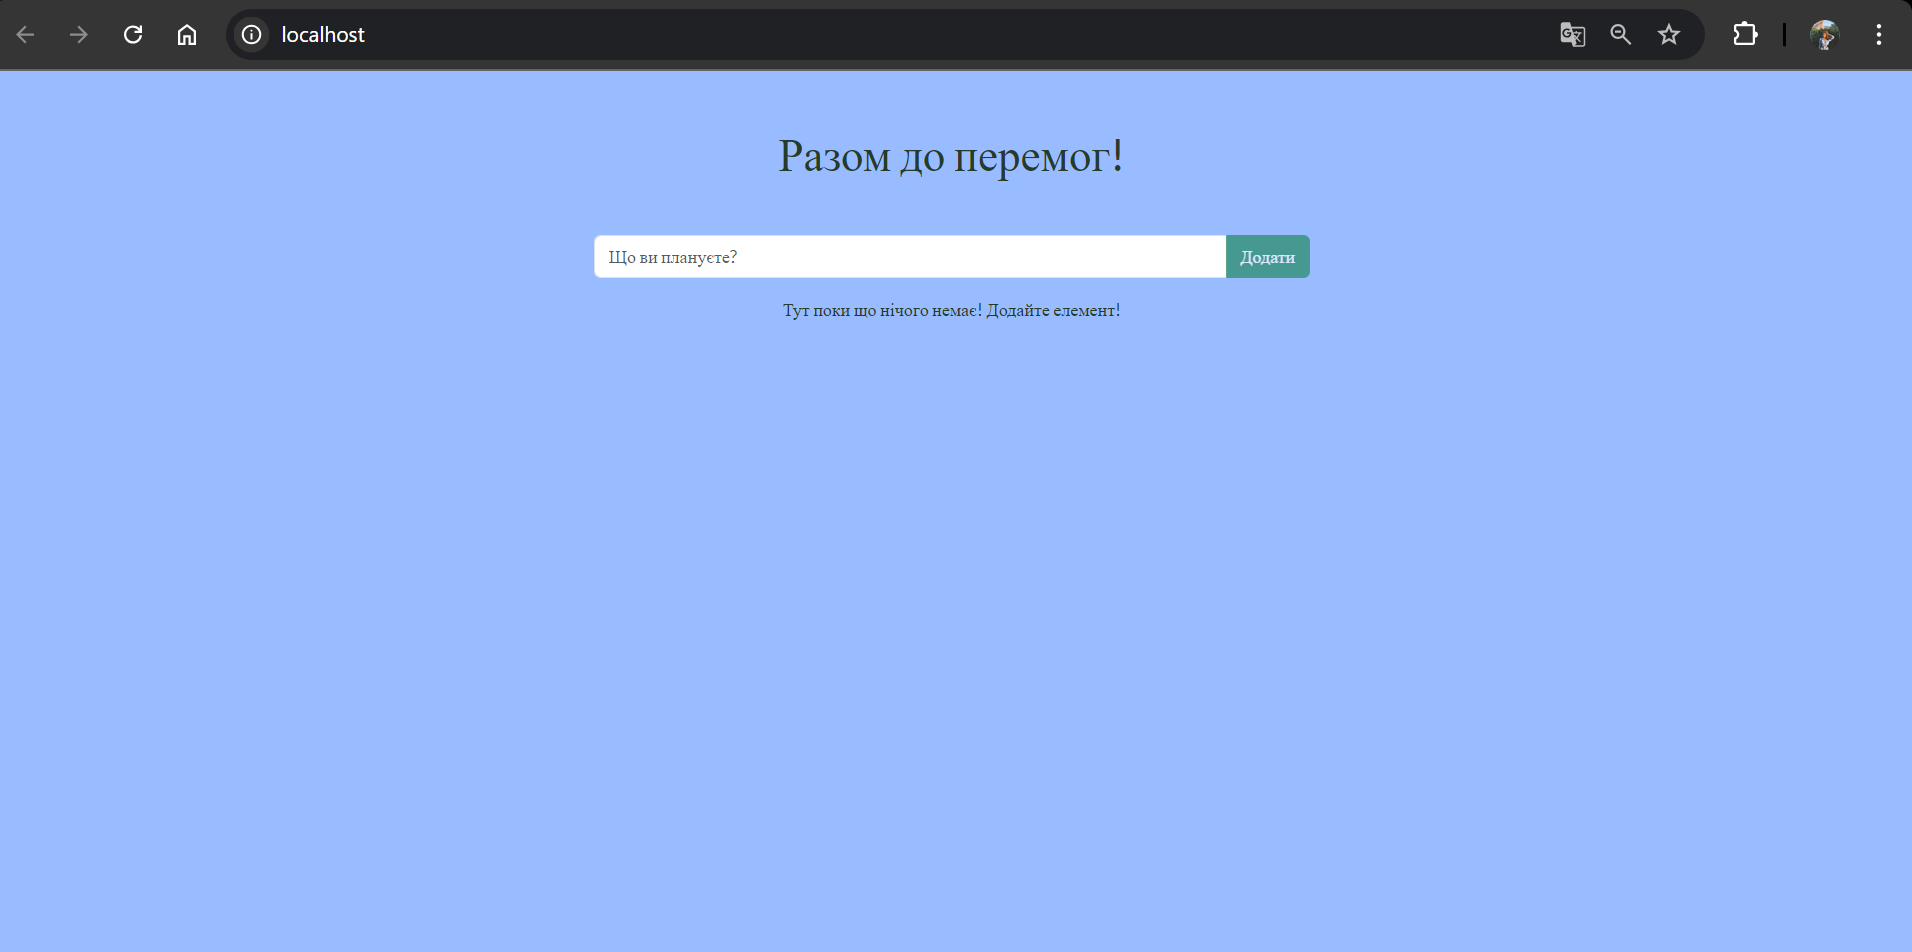 localhost
Разом до перемог!
Що ви плануєте?
Додати
Тут поки що нічого немає! Додайте елемент!